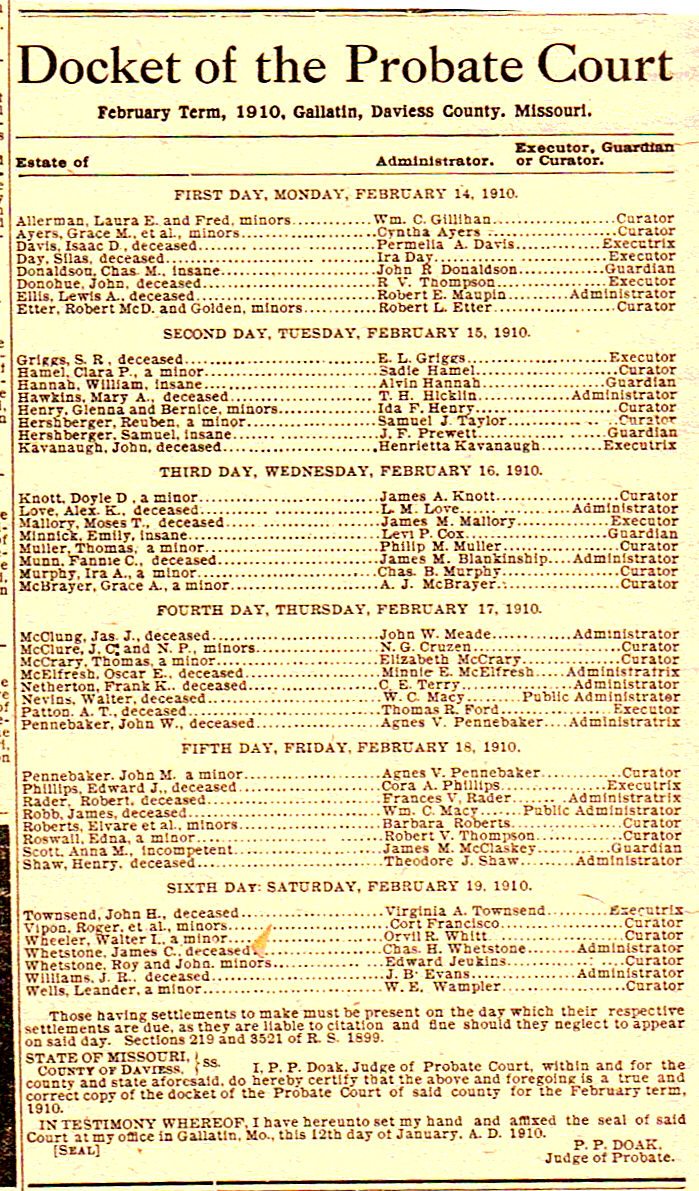 Docket of the Probate Court
February Term, 1910, Gallatin, Daviess County. Missouri.
Estate of Administrator. Executor, Guardian or Curator.
FIRST DAY, MONDAY, FEBRUARY 14, 1910.
Allerman, Laura E. and Fred, minors............Wm. C. Gillihan....................Curator
Ayers, Grace M., et al., minors....................Cyntha Ayers ....................Curator
Davis, Isaac D , deceased............................Permelia A. Davis...............Executrix
Day, Silas, deceased....................................Ira Day............................Executor
Donaldson, Chas. M., insane........................John R Donaldson...............Guardian
Donohue, John, deceased............................R V. Thompson..................Executor
Ellis, Lewis A., deceased.............................Robert E. Maupin..........Administrator
Etter, Robert McD. and Golden, minors..........Robert L. Etter...................Curator
SECOND DAY, TUESDAY, FEBRUARY 15, 1910.
Griggs, S. R , deceased................................E. L. Griggs.....................Executor
Hamel, Clara P., a minor..............................Sadie Hamel.....................Curator
Hannah, William, insane..............................Alvin Hannah...................Guardian
Hawkins, Mary A., deceased........................T. H. Hicklin................Administrator
Henry, Glenna and Bernice, minors...............Ida F. Henry......................Curator
Hershberger, Reuben, a minor......................Samuel J. Taylor...............Curator
Hershberger, Samuel, insane........................J. F. Prewett...................Guardian
Kavanaugh, John, deceased.........................Henrietta Kavanaugh.........Executrix
THIRD DAY, WEDNESDAY, FEBRUARY 16, 1910.
Knott, Doyle D , a minor..............................James A. Knott..................Curator
Love, Alex. K., deceased.............................L. M. Love..................Administrator
Mallory, Moses T., deceased........................James M. Mallory..............Executor
Minnick, Emily, insane................................Levi P. Cox.....................Guardian
Muller, Thomas, a minor.............................Philip M. Muller.................Curator
Munn, Fannie C., deceased..........................James M. Blankinship....Administrator
Murphy, Ira A., a minor..............................Chas. B. Murphy................Curator
McBrayer, Grace A., a minor.......................A. J. McBrayer..................Curator
FOURTH DAY, THURSDAY, FEBRUARY 17, 1910.
McClung, Jas. J., deceased..........................John W. Meade............Administrator
McClure, J. C. and N. P., minors...................N. G. Cruzen....................Curator
McCrary, Thomas, a minor..........................Elizabeth McCrary.............Curator
McElfresh, Oscar E., deceased.....................Minnie E. McElfresh....Administratrix
Netherton, Frank K.. deceased.....................C. E. Terry.................Administrator
Nevins, Walter, deceased............................W. C. Macy......Public Administrator
Patton. A. T., deceased...............................Thomas R. Ford.................Executor
Pennebaker, John W., deceased...................Agnes V. Pennebaker....Administratrix
FIFTH DAY, FRIDAY, FEBRUARY 18, 1910.
Pennebaker. John M. a minor......................Agnes V. Pennebaker...........Curator
Phillips, Edward J., deceased.......................Cora A. Phillips................Executrix
Rader, Robert, deceased.............................Frances V. Rader.......Administratrix
Robb, James, deceased...............................Wm. C. Macy......Public Administrator
Roberts, Elvare et al., minors......................Barbara Roberts................Curator
Roswall, Edna, a minor...............................Robert V. Thompson............Curator
Scott, Anna M., incompetent.......................James M. McClaskey...........Guardian
Shaw, Henry. deceased...............................Theodore J. Shaw.........Administrator
SIXTH DAY: SATURDAY, FEBRUARY 19, 1910.
Townsend, John H., deceased......................Virginia A. Townsend.........Executrix
Vipon, Roger, et al., minors.........................Cort Francisco..................Curator
Wheeler, Walter I., a minor.........................Orvil R. Whitt...................Curator
Whetstone, James C., deceased...................Chas. H. Whetstone......Administrator
Whetstone, Roy and John. minors................Edward Jenkins..................Curator
Williams, J. R.. deceased.............................J. B. Evans.................Administrator
Wells, Leander, a minor..............................W. E. Wampler...................Curator
Those having settlements to make must be present on the day which their respective
settlements are due, as they are liable to citation and fine should they neglect to appear
on said day. Sections 219 and 3521 of R. S. 1899.
STATE OF MISSOURI, }
COUNTY OF DAVIESS, } SS. I, P. P. Doak, Judge of Probate Court, within and for the
county and state aforesaid, do hereby certify that the above and foregoing is a true and
correct copy of the docket of the Probate Court of said county for the February term,
1910.
IN TESTIMONY WHEREOF, I have hereunto set my hand and affixed the seal of said
Court at my office in Gallatin, Mo., this 12th day of January. A. D. 1910.
[SEAL] P. P. DOAK,
Judge of Probate.